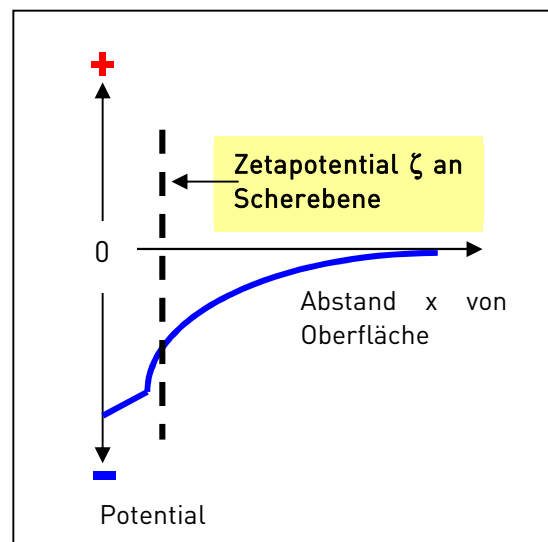 +
Zetapotential ζ an
Scherebene
0
Abstand x von
Oberfläche
–
Potential